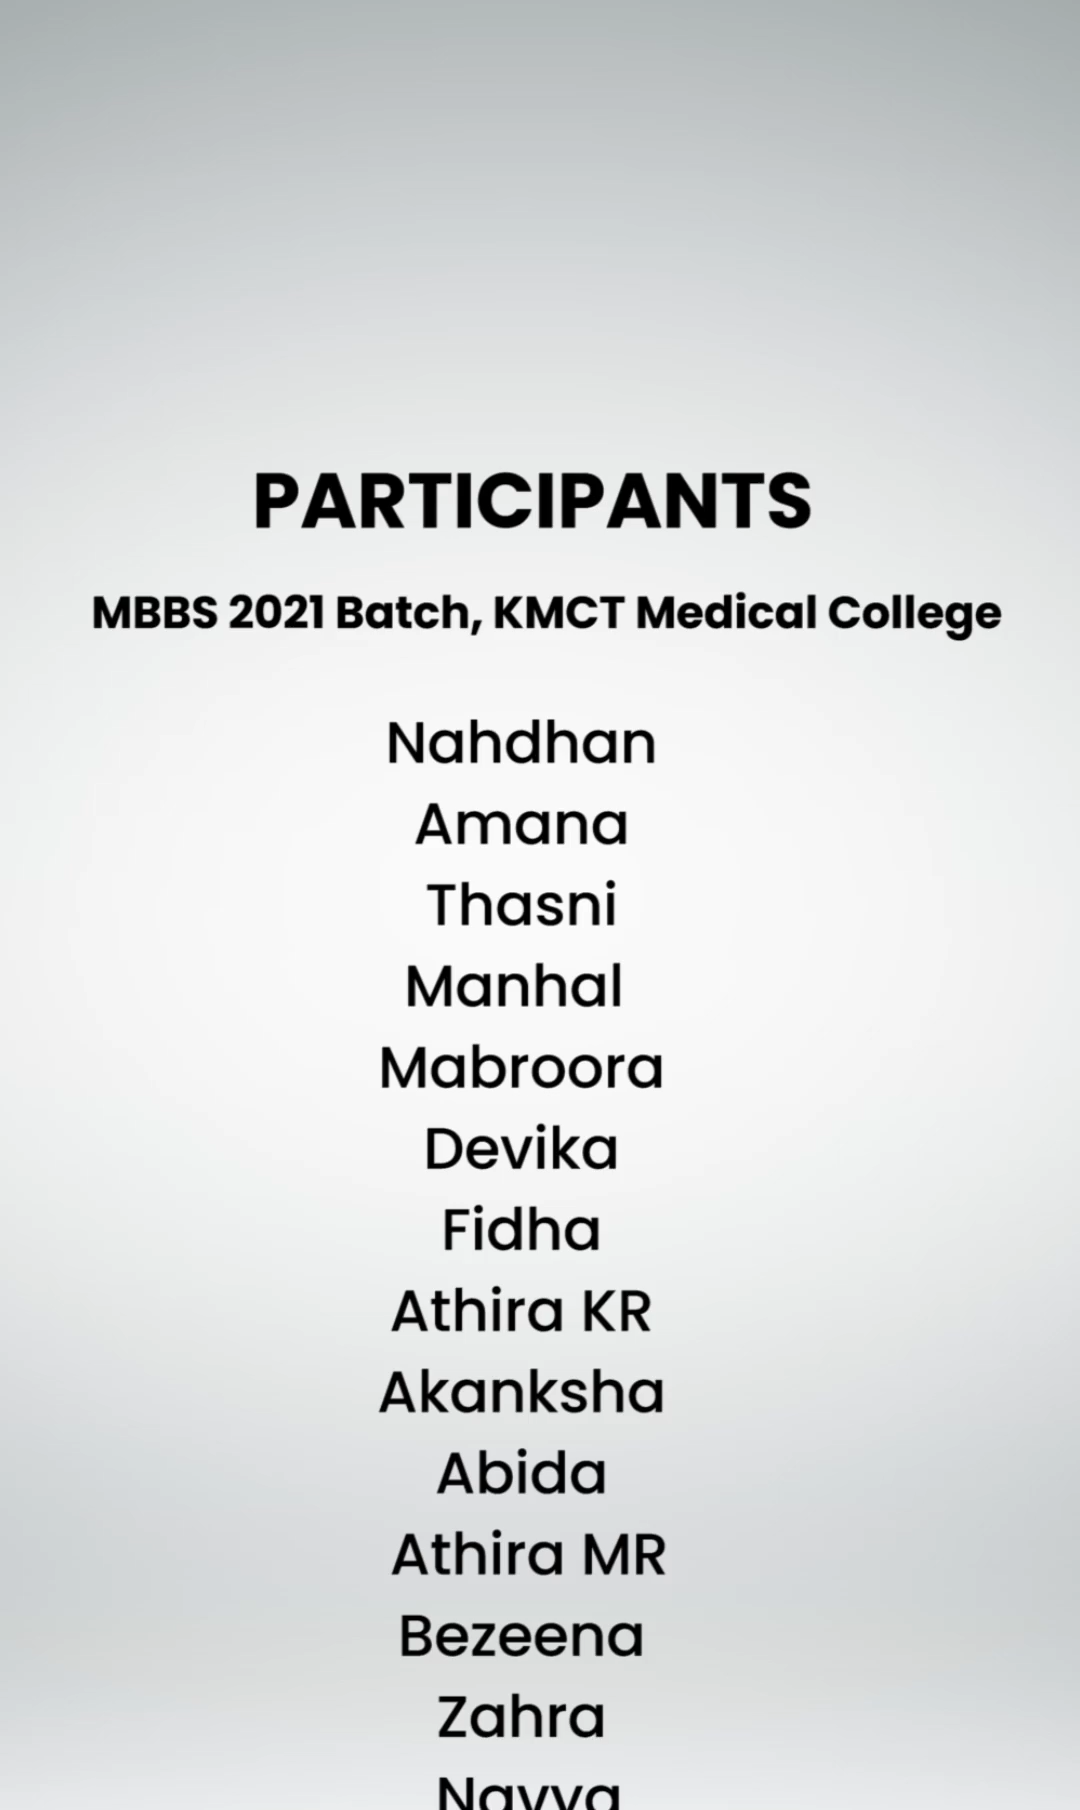 PARTICIPANTS
MBBS 2021 Batch, KMCT Medical College
Nahdhan
Amana
Thasni
Manhal
Mabroora
Devika
Fidha
Athira KR
Akanksha
Abida
Athira MR
Bezeena
Zahra